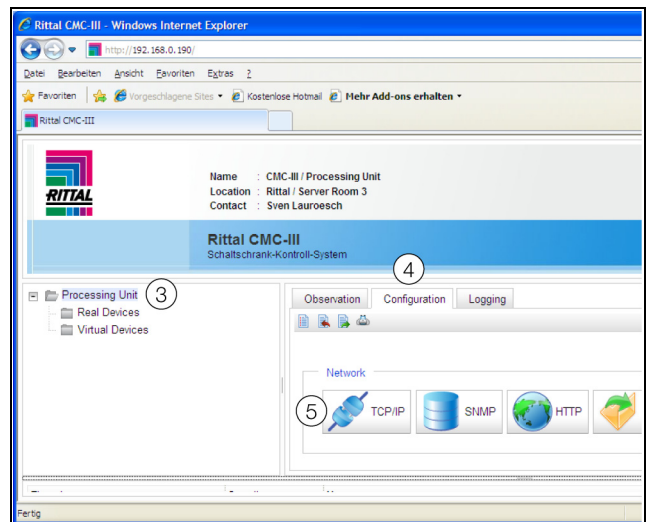 Rittal CMC-III - Windows Internet Explorer
http://192.168.0.190/
Datei Bearbeiten Ansicht Favoriten Extras ?
Favoriten Vorgeschlagene Sites Kostenlose Hotmail Mehr Add-ons erhalten
Rittal CMC-III
RITTAL
Name : CMC-III / Processing Unit
Location : Rittal / Server Room 3
Contact : Sven Lauroesch
Rittal CMC-III
Schaltschrank-Kontroll-System
4
Processing Unit 3
Real Devices
Virtual Devices
Observation Configuration Logging
Network
5 TCP/IP SNMP HTTP
Fertig